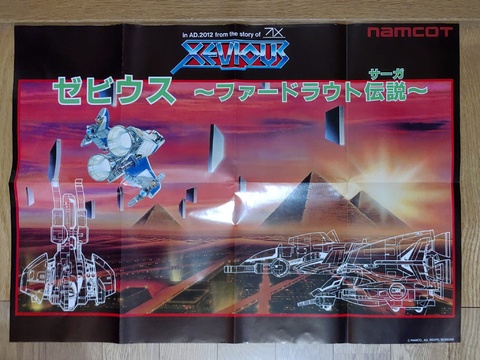 in AD.2012 from the story of
XEVIOUS
namcot
ゼビウス ～ファードラウト伝説～
サーガ